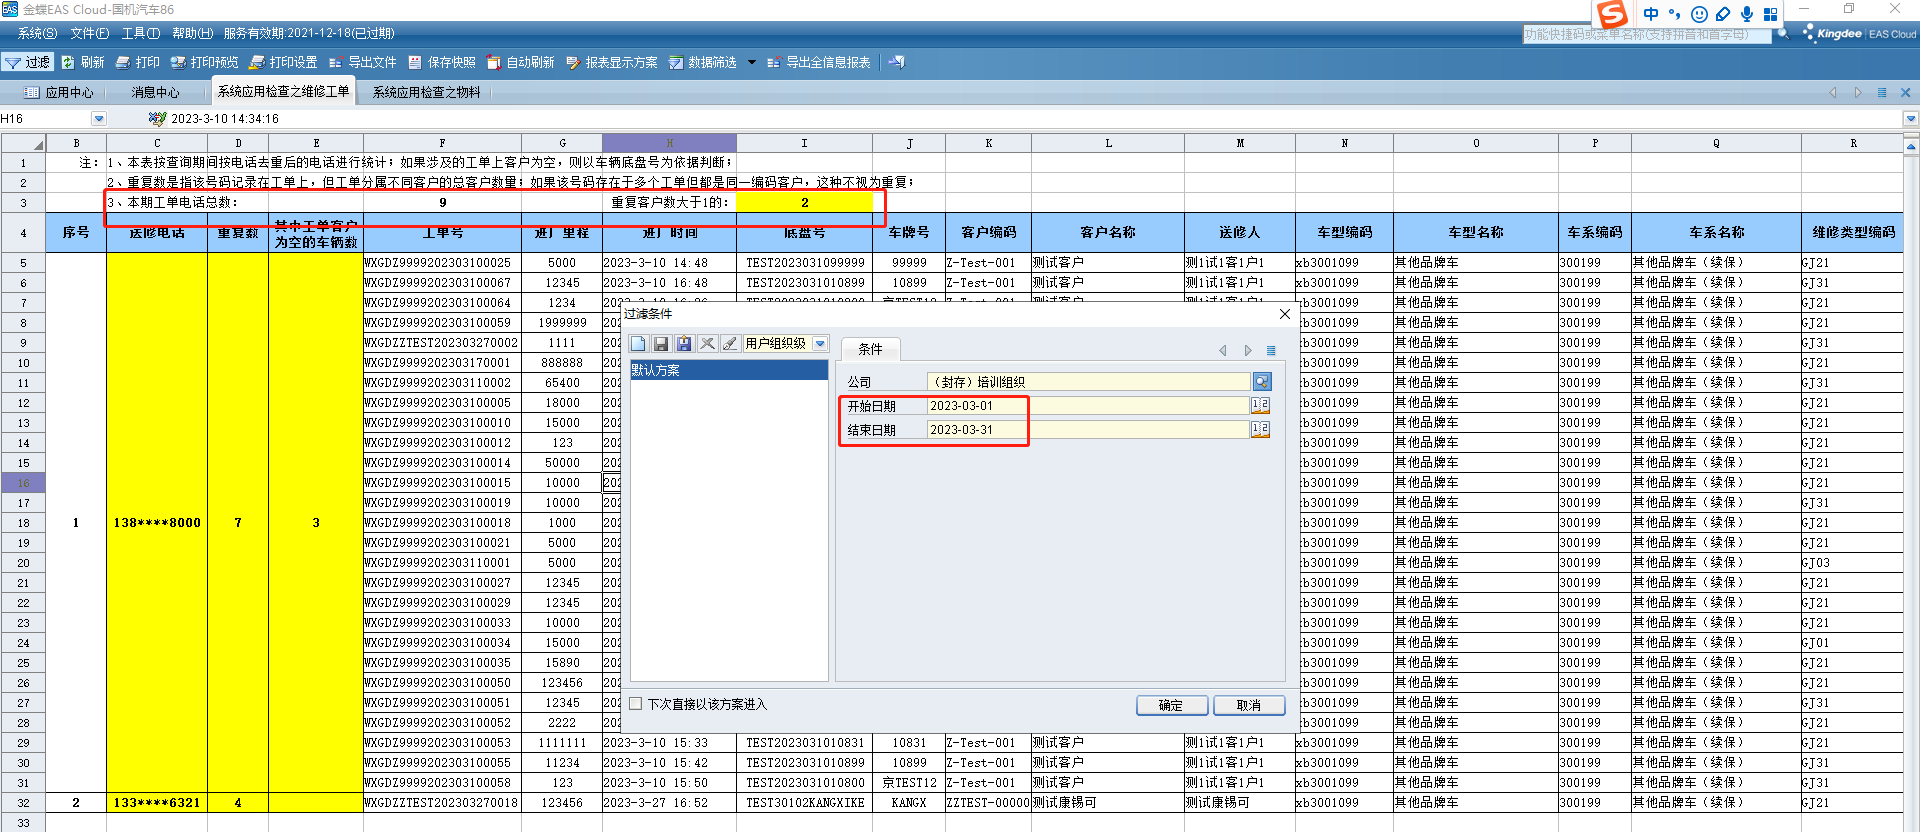 金蝶EAS Cloud-国机汽车86
中
系统(S) 文件(F) 工具(T) 帮助(H) 服务有效期:2021-12-18(已过期)
功能快捷码或菜单名称(支持拼音和首字母)
Kingdee | EAS Cloud
过滤 刷新 打印 打印预览 打印设置 导出文件 保存快照 自动刷新 报表显示方案 数据筛选 导出全信息报表
应用中心 消息中心 系统应用检查之维修工单 系统应用检查之物料
H16 2023-3-10 14:34:16
B C D E F G H I J K L M N O P Q R
1 注: 1、本表按查询期间按电话去重后的电话进行统计；如果涉及的工单上客户为空，则以车辆底盘号为依据判断；
2 2、重复数是指该号码记录在工单上，但工单分属不同客户的总客户数量；如果该号码存在于多个工单但都是同一编码客户，这种不视为重复；
3 3、本期工单电话总数: 9 重复客户数大于1的: 2
4 序号 送修电话 重复数 其中工单客户为空的车辆数 工单号 进厂里程 进厂时间 底盘号 车牌号 客户编码 客户名称 送修人 车型编码 车型名称 车系编码 车系名称 维修类型编码
5 WXGDZ9999202303100025 5000 2023-3-10 14:48 TEST2023031099999 99999 Z-Test-001 测试客户 测1试1客1户1 xb3001099 其他品牌车 300199 其他品牌车（续保） GJ21
6 WXGDZ9999202303100067 12345 2023-3-10 16:48 TEST2023031010899 10899 Z-Test-001 测试客户 测1试1客1户1 xb3001099 其他品牌车 300199 其他品牌车（续保） GJ31
7 WXGDZ9999202303100064 1234 xb3001099 其他品牌车 300199 其他品牌车（续保） GJ21
8 WXGDZ9999202303100059 1999999 202 xb3001099 其他品牌车 300199 其他品牌车（续保） GJ21
9 WXGDZZTEST202303270002 1111 202 xb3001099 其他品牌车 300199 其他品牌车（续保） GJ31
10 WXGDZ9999202303170001 888888 202 xb3001099 其他品牌车 300199 其他品牌车（续保） GJ21
11 WXGDZ9999202303110002 65400 202 xb3001099 其他品牌车 300199 其他品牌车（续保） GJ31
12 WXGDZ9999202303100005 18000 202 xb3001099 其他品牌车 300199 其他品牌车（续保） GJ21
13 WXGDZ9999202303100010 15000 202 xb3001099 其他品牌车 300199 其他品牌车（续保） GJ21
14 WXGDZ9999202303100012 123 202 xb3001099 其他品牌车 300199 其他品牌车（续保） GJ21
15 WXGDZ9999202303100014 50000 202 xb3001099 其他品牌车 300199 其他品牌车（续保） GJ21
16 WXGDZ9999202303100015 10000 202 xb3001099 其他品牌车 300199 其他品牌车（续保） GJ21
17 WXGDZ9999202303100019 10000 202 xb3001099 其他品牌车 300199 其他品牌车（续保） GJ31
18 1 138****8000 7 3 WXGDZ9999202303100018 1000 202 xb3001099 其他品牌车 300199 其他品牌车（续保） GJ21
19 WXGDZ9999202303100021 5000 202 xb3001099 其他品牌车 300199 其他品牌车（续保） GJ21
20 WXGDZ9999202303110001 5000 202 xb3001099 其他品牌车 300199 其他品牌车（续保） GJ03
21 WXGDZ9999202303100027 12345 202 xb3001099 其他品牌车 300199 其他品牌车（续保） GJ21
22 WXGDZ9999202303100029 12345 202 xb3001099 其他品牌车 300199 其他品牌车（续保） GJ21
23 WXGDZ9999202303100033 10000 202 xb3001099 其他品牌车 300199 其他品牌车（续保） GJ21
24 WXGDZ9999202303100034 15000 202 xb3001099 其他品牌车 300199 其他品牌车（续保） GJ01
25 WXGDZ9999202303100035 15890 202 xb3001099 其他品牌车 300199 其他品牌车（续保） GJ21
26 WXGDZ9999202303100050 123456 202 xb3001099 其他品牌车 300199 其他品牌车（续保） GJ21
27 WXGDZ9999202303100051 12345 202 xb3001099 其他品牌车 300199 其他品牌车（续保） GJ21
28 WXGDZ9999202303100052 2222 202 xb3001099 其他品牌车 300199 其他品牌车（续保） GJ21
29 WXGDZ9999202303100053 1111111 2023-3-10 15:33 TEST2023031010831 10831 Z-Test-001 测试客户 测1试1客1户1 xb3001099 其他品牌车 300199 其他品牌车（续保） GJ21
30 WXGDZ9999202303100055 11234 2023-3-10 15:42 TEST2023031010899 10899 Z-Test-001 测试客户 测1试1客1户1 xb3001099 其他品牌车 300199 其他品牌车（续保） GJ31
31 WXGDZ9999202303100058 123 2023-3-10 15:50 TEST2023031010800 京TEST12 Z-Test-001 测试客户 测1试1客1户1 xb3001099 其他品牌车 300199 其他品牌车（续保） GJ31
32 2 133****6321 4 WXGDZZTEST202303270018 123456 2023-3-27 16:52 TEST30102KANGXIKE KANGX ZZTEST-00000 测试康锡可 测试康锡可 xb3001099 其他品牌车 300199 其他品牌车（续保） GJ21
33
过滤条件
用户组织级
默认方案
条件
公司 （封存）培训组织
开始日期 2023-03-01
结束日期 2023-03-31
下次直接以该方案进入
确定 取消